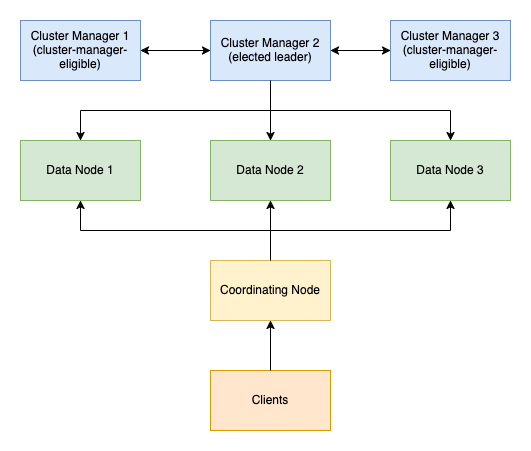 Cluster Manager 1
(cluster-manager-
eligible)
Cluster Manager 2
(elected leader)
Cluster Manager 3
(cluster-manager-
eligible)
Data Node 1
Data Node 2
Data Node 3
Coordinating Node
Clients